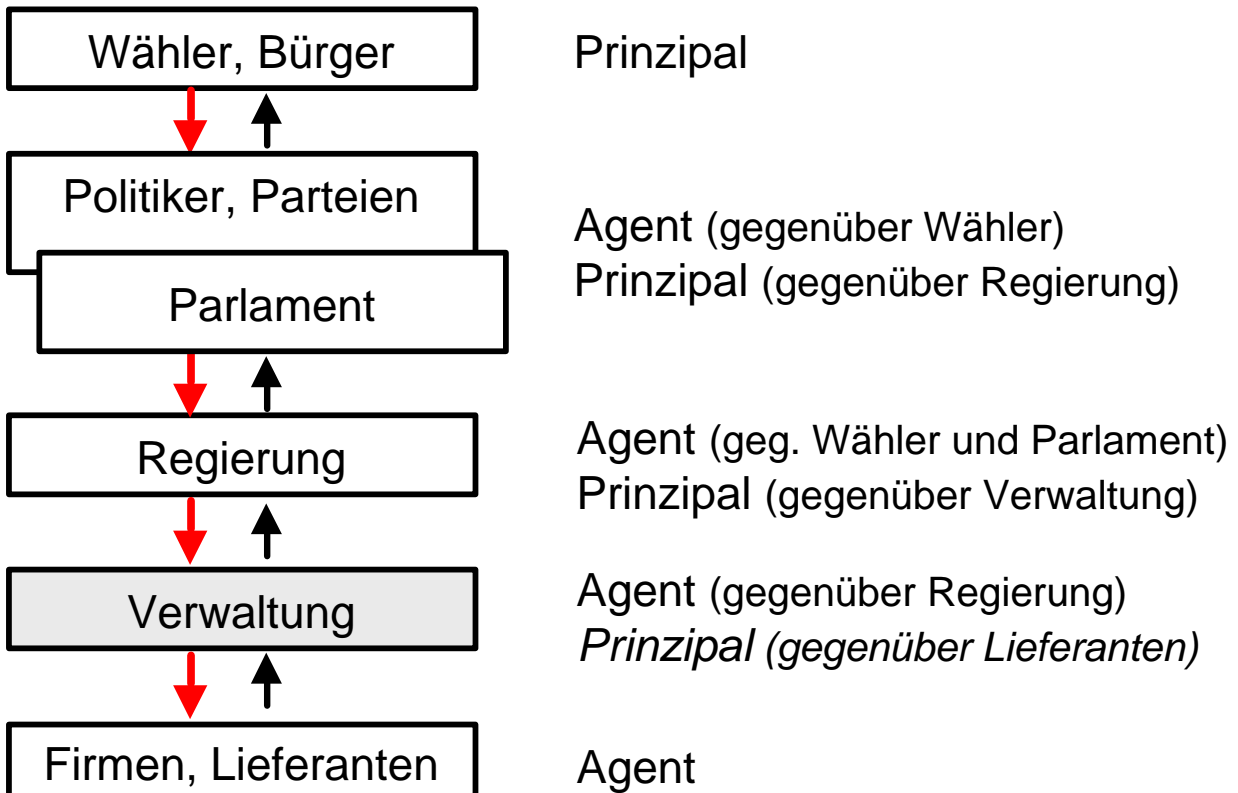 Wähler, Bürger Prinzipal
Politiker, Parteien
Agent (gegenüber Wähler)
Prinzipal (gegenüber Regierung)
Parlament
Agent (geg. Wähler und Parlament)
Regierung
Prinzipal (gegenüber Verwaltung)
Agent (gegenüber Regierung)
Verwaltung
Prinzipal (gegenüber Lieferanten)
Firmen, Lieferanten Agent